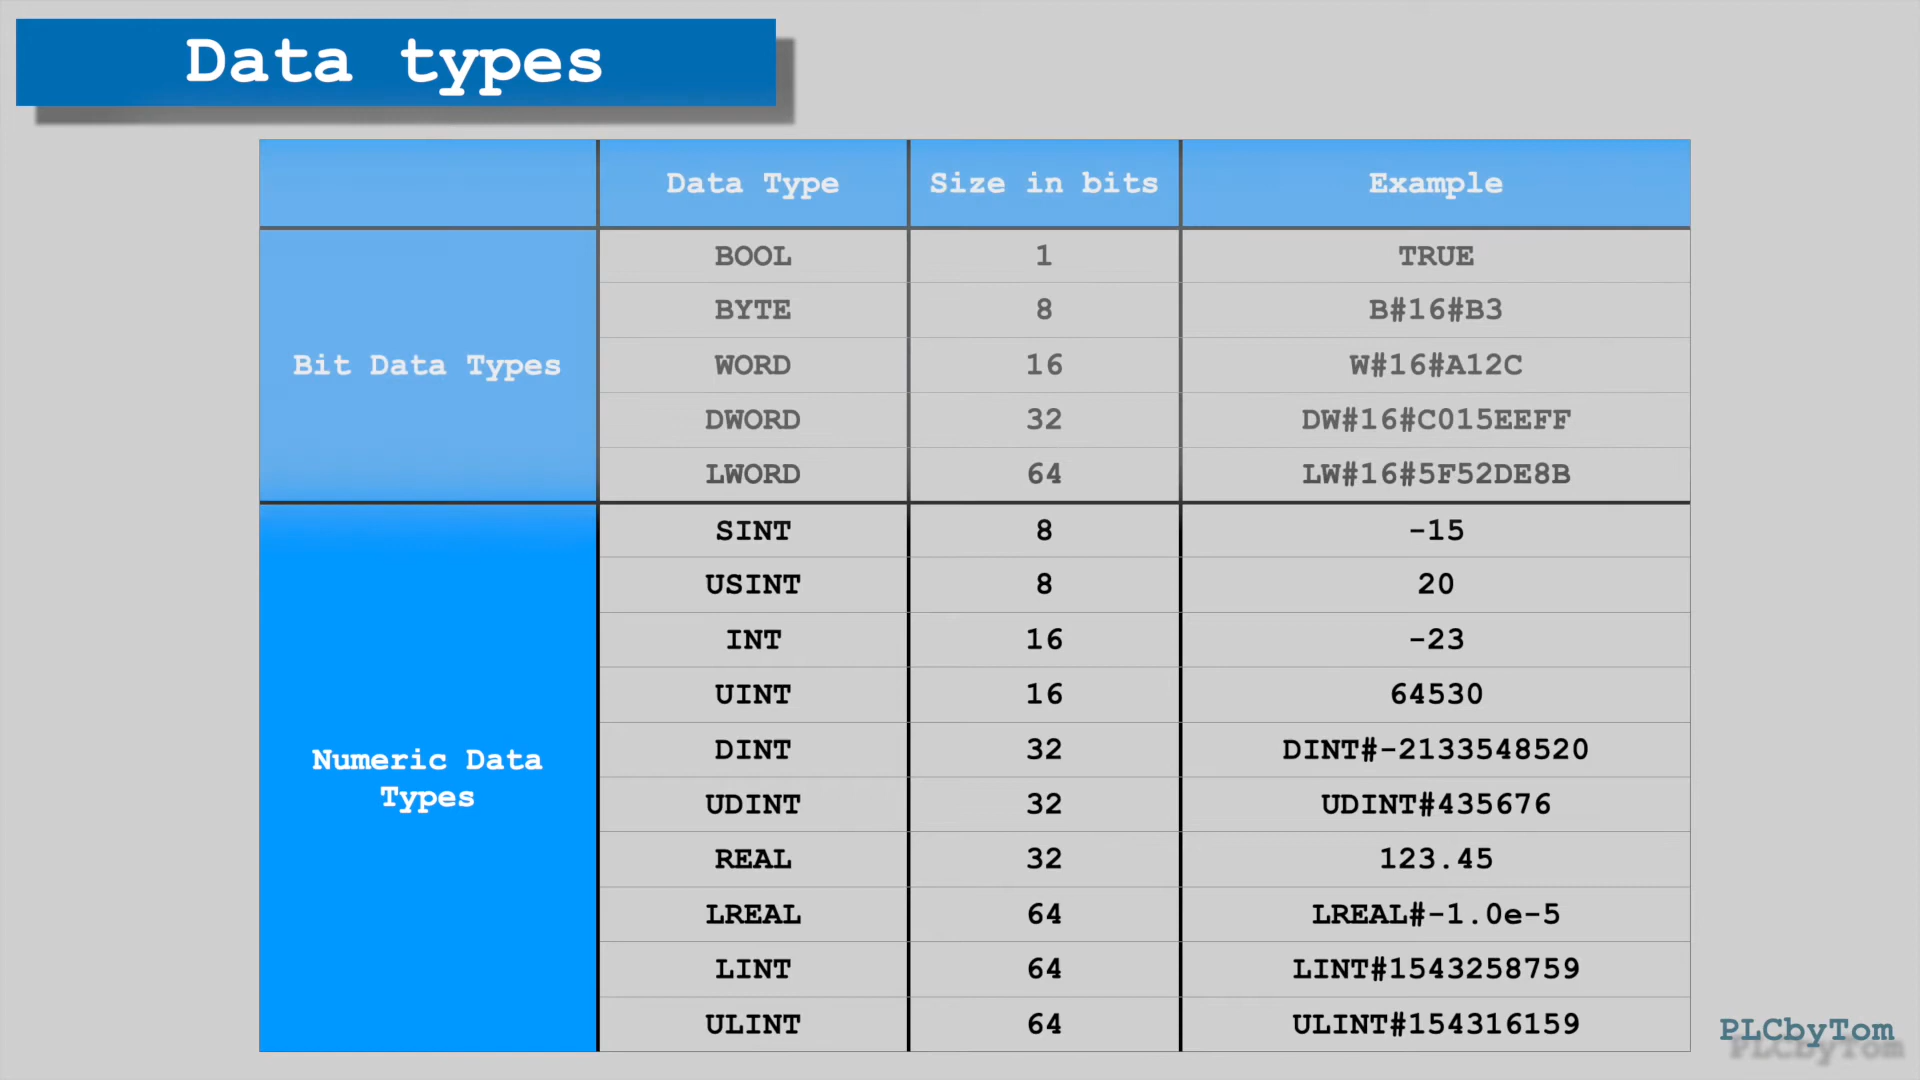 Data types
Data Type Size in bits Example
Bit Data Types
BOOL 1 TRUE
BYTE 8 B#16#B3
WORD 16 W#16#A12C
DWORD 32 DW#16#C015EEFF
LWORD 64 LW#16#5F52DE8B
Numeric Data
Types
SINT 8 -15
USINT 8 20
INT 16 -23
UINT 16 64530
DINT 32 DINT#-2133548520
UDINT 32 UDINT#435676
REAL 32 123.45
LREAL 64 LREAL#-1.0e-5
LINT 64 LINT#1543258759
ULINT 64 ULINT#154316159
PLCbyTom